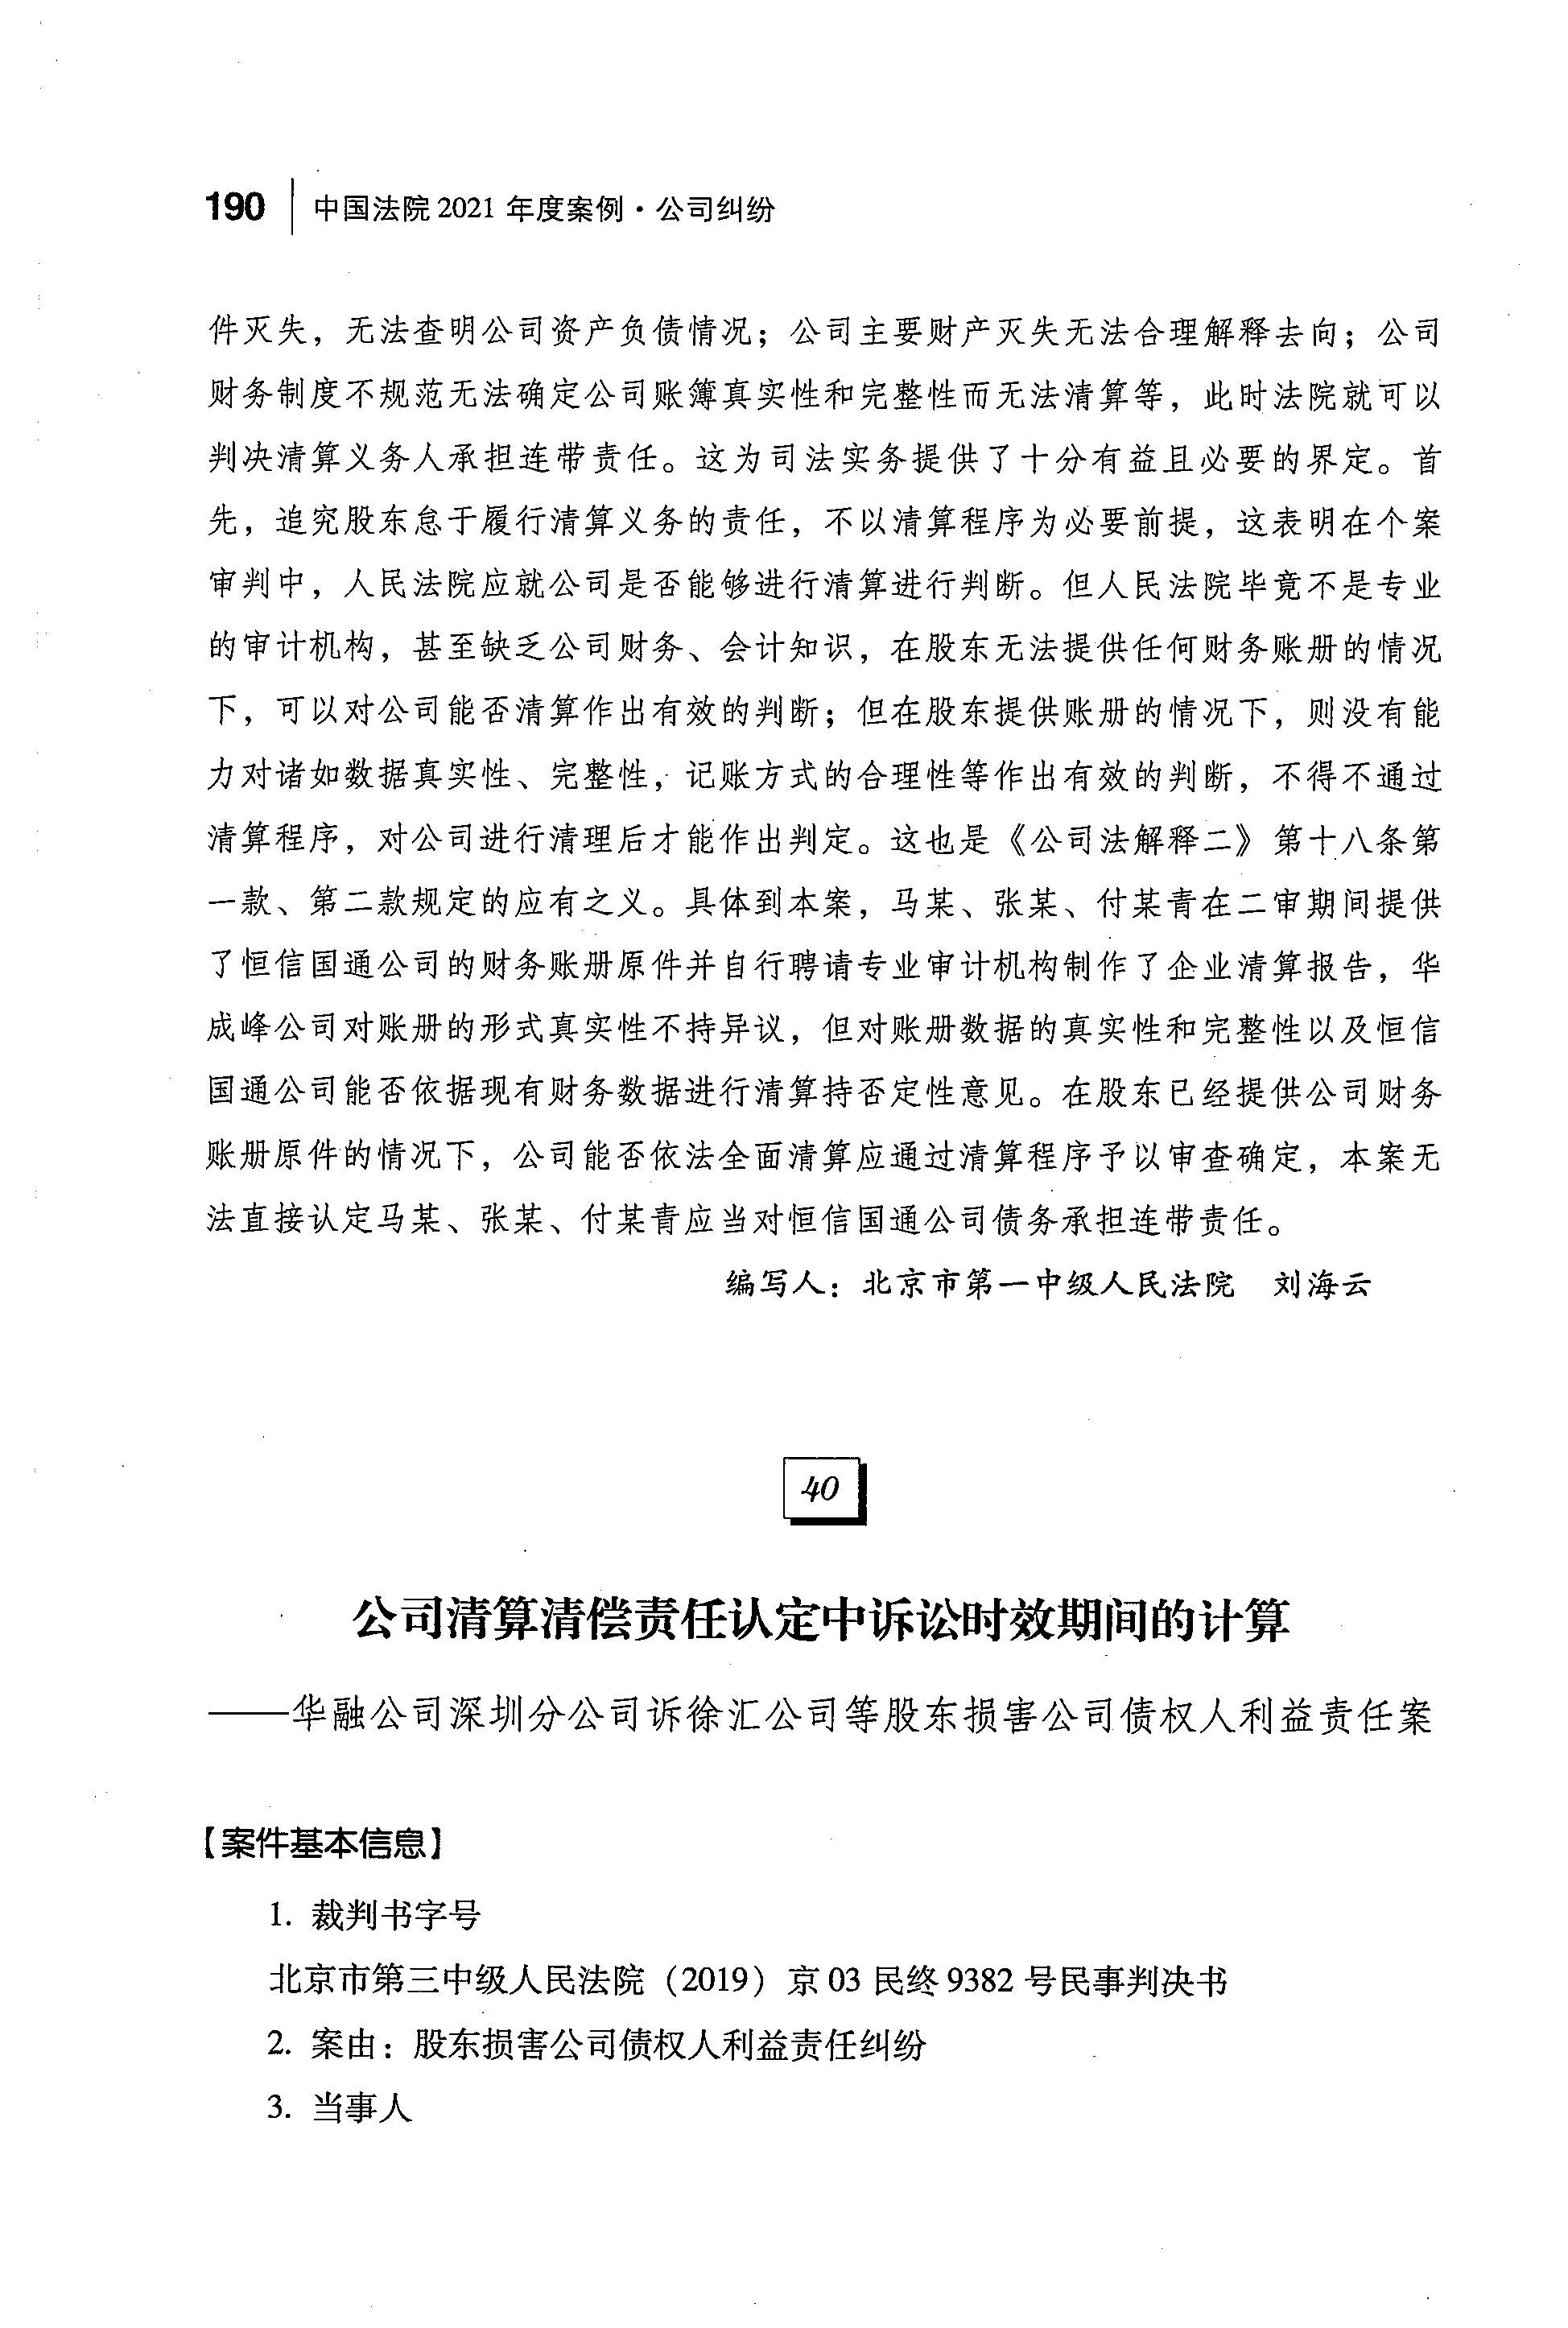 190 中国法院2021年度案例·公司纠纷
件灭失，无法查明公司资产负债情况；公司主要财产灭失无法合理解释去向；公司
财务制度不规范无法确定公司账簿真实性和完整性而无法清算等，此时法院就可以
判决清算义务人承担连带责任。这为司法实务提供了十分有益且必要的界定。首
先，追究股东怠于履行清算义务的责任，不以清算程序为必要前提，这表明在个案
审判中，人民法院应就公司是否能够进行清算进行判断。但人民法院毕竟不是专业
的审计机构，甚至缺乏公司财务、会计知识，在股东无法提供任何财务账册的情况
下，可以对公司能否清算作出有效的判断；但在股东提供账册的情况下，则没有能
力对诸如数据真实性、完整性，记账方式的合理性等作出有效的判断，不得不通过
清算程序，对公司进行清理后才能作出判定。这也是《公司法解释二》第十八条第
一款、第二款规定的应有之义。具体到本案，马某、张某、付某青在二审期间提供
了恒信国通公司的财务账册原件并自行聘请专业审计机构制作了企业清算报告，华
成峰公司对账册的形式真实性不持异议，但对账册数据的真实性和完整性以及恒信
国通公司能否依据现有财务数据进行清算持否定性意见。在股东已经提供公司财务
账册原件的情况下，公司能否依法全面清算应通过清算程序予以审查确定，本案无
法直接认定马某、张某、付某青应当对恒信国通公司债务承担连带责任。
编写人：北京市第一中级人民法院 刘海云
40
公司清算清偿责任认定中诉讼时效期间的计算
——华融公司深圳分公司诉徐汇公司等股东损害公司债权人利益责任案
【案件基本信息】
1. 裁判书字号
北京市第三中级人民法院（2019）京03民终9382号民事判决书
2. 案由：股东损害公司债权人利益责任纠纷
3. 当事人